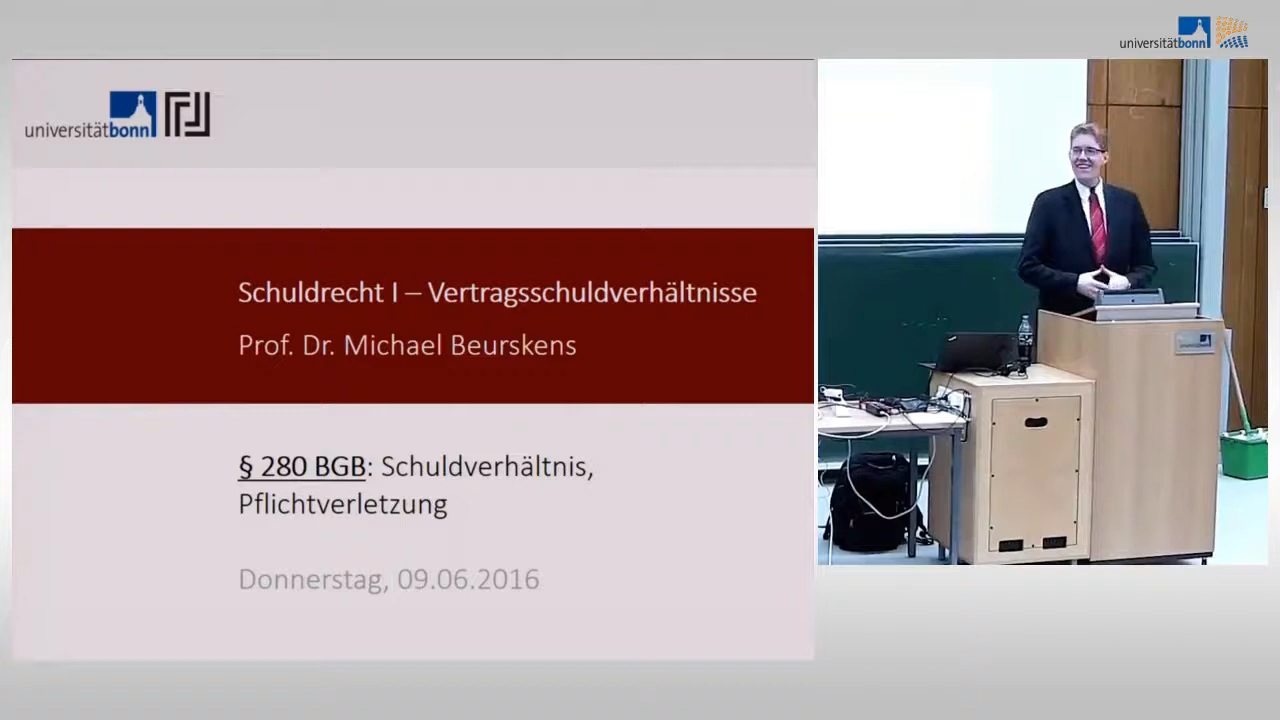 universitätbonn
universitätbonn
Schuldrecht I – Vertragsschuldverhältnisse
Prof. Dr. Michael Beurskens
§ 280 BGB: Schuldverhältnis,
Pflichtverletzung
Donnerstag, 09.06.2016